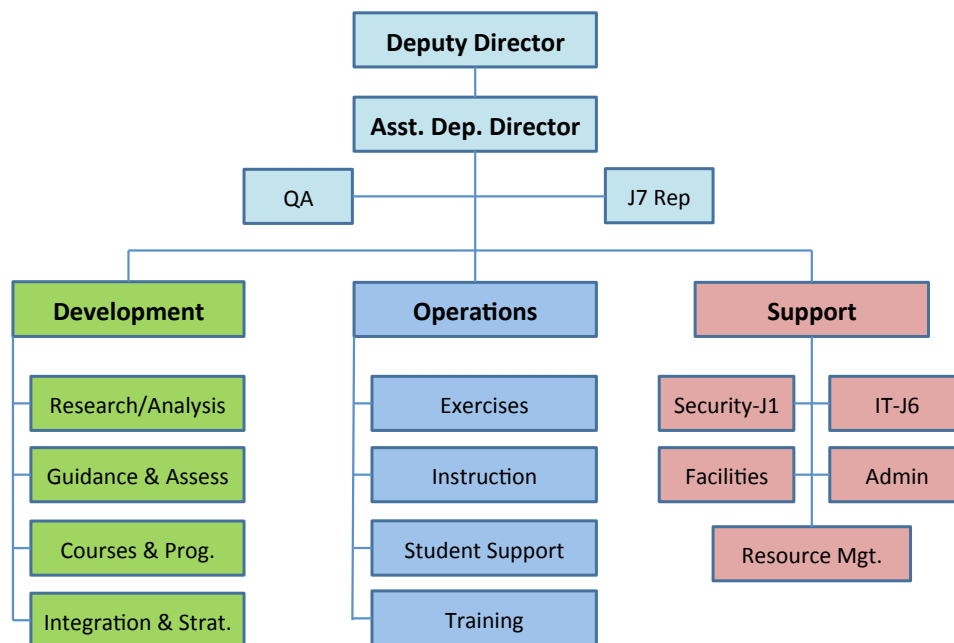 Deputy Director
Asst. Dep. Director
QA
J7 Rep
Development
Operations
Support
Research/Analysis
Exercises
Security-J1
IT-J6
Guidance & Assess
Instruction
Facilities
Admin
Courses & Prog.
Student Support
Resource Mgt.
Integration & Strat.
Training